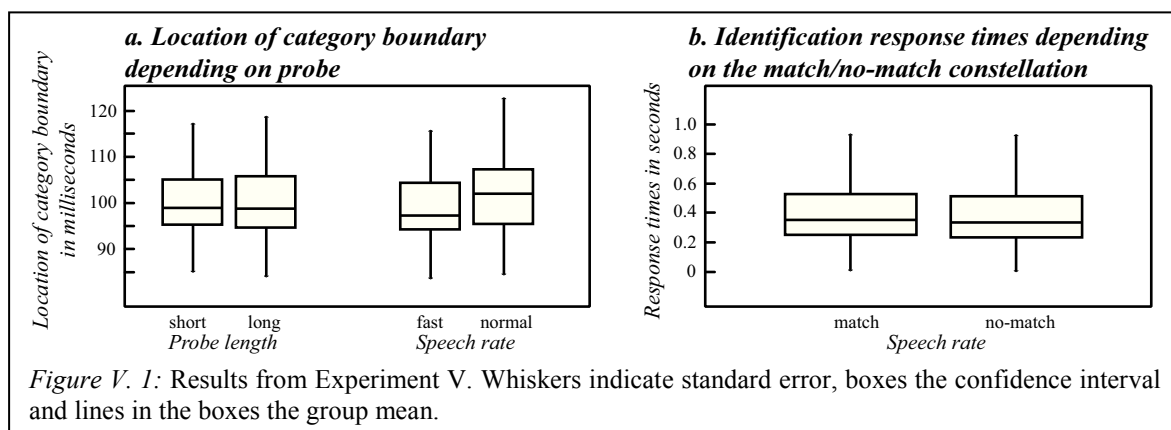 a. Location of category boundary
depending on probe
Location of category boundary
in milliseconds
120
110
100
90
short long fast normal
Probe length Speech rate
b. Identification response times depending
on the match/no-match constellation
Response times in seconds
1.0
0.8
0.6
0.4
0.2
0
match no-match
Speech rate
Figure V. 1: Results from Experiment V. Whiskers indicate standard error, boxes the confidence interval
and lines in the boxes the group mean.